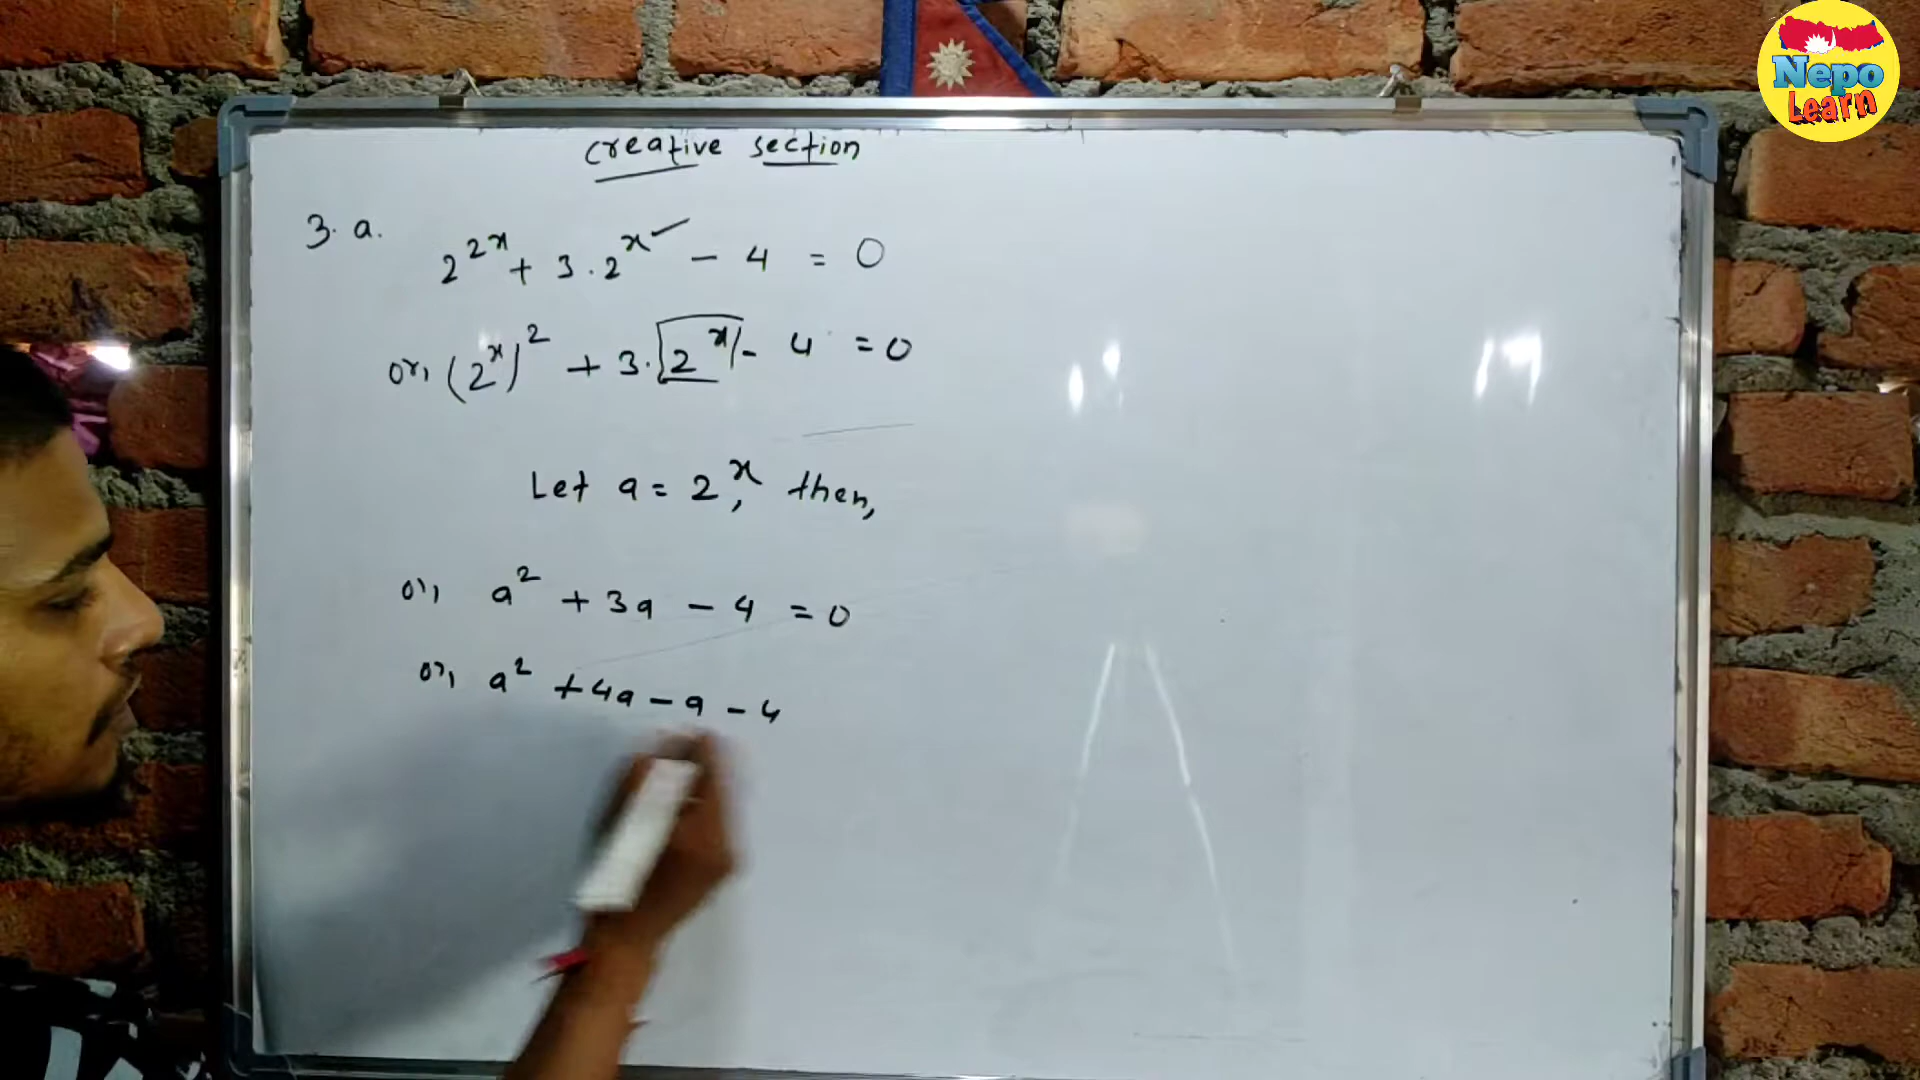 Nepo
Learn
creative section
3. a.
2^{2x} + 3 . 2^x - 4 = 0
or, (2^x)^2 + 3 . 2^x - 4 = 0
Let a = 2^x, then,
or, a^2 + 3a - 4 = 0
or, a^2 + 4a - a - 4